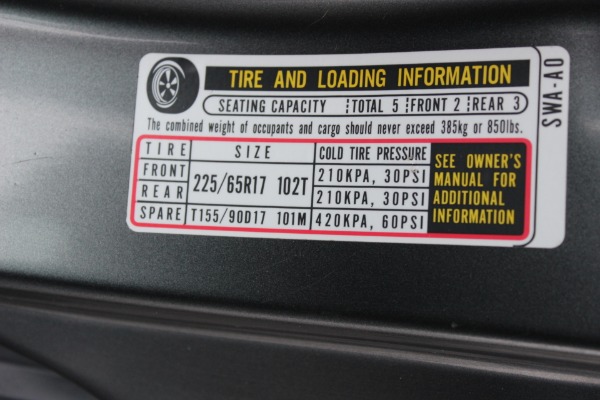 TIRE AND LOADING INFORMATION
SEATING CAPACITY TOTAL 5 FRONT 2 REAR 3
The combined weight of occupants and cargo should never exceed 385kg or 850lbs.
TIRE SIZE COLD TIRE PRESSURE
FRONT 225/65R17 102T 210KPA, 30PSI
REAR 210KPA, 30PSI
SPARE T155/90D17 101M 420KPA, 60PSI
SEE OWNER'S
MANUAL FOR
ADDITIONAL
INFORMATION
SWA-A0